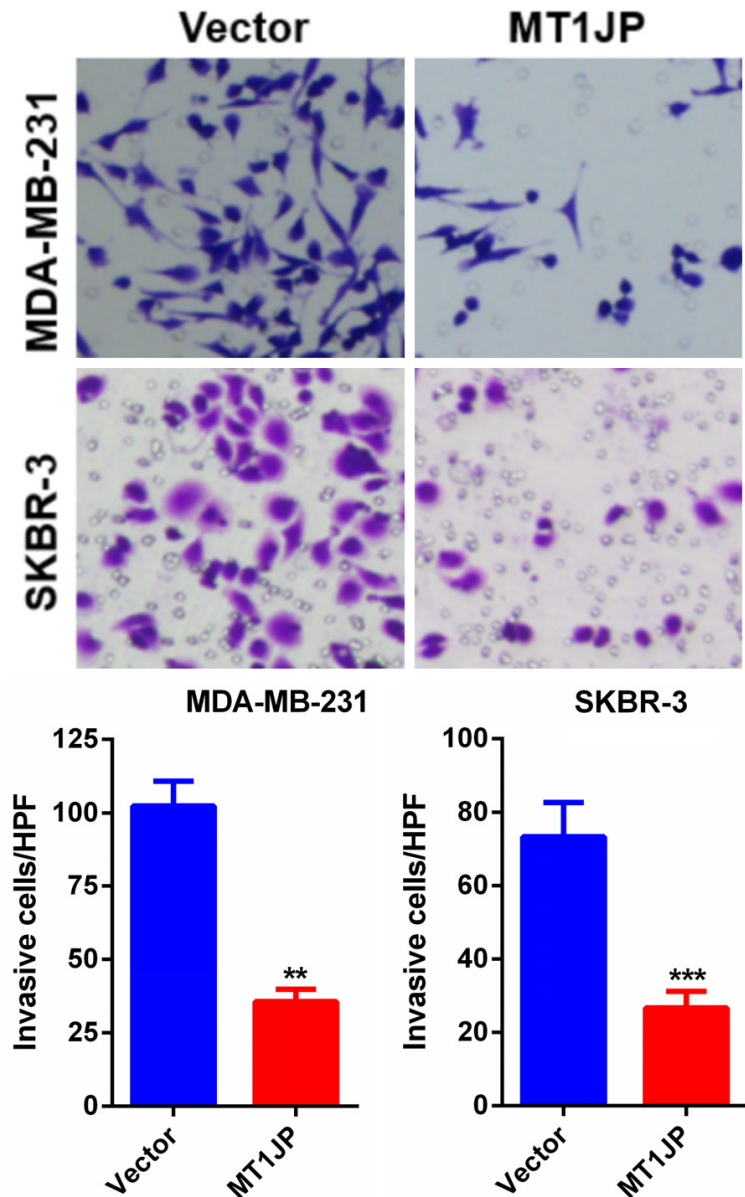 Vector MT1JP
MDA-MB-231
SKBR-3
MDA-MB-231
Invasive cells/HPF
125
100
75
50
25
0
**
Vector
MT1JP
SKBR-3
Invasive cells/HPF
100
80
60
40
20
0
***
Vector
MT1JP